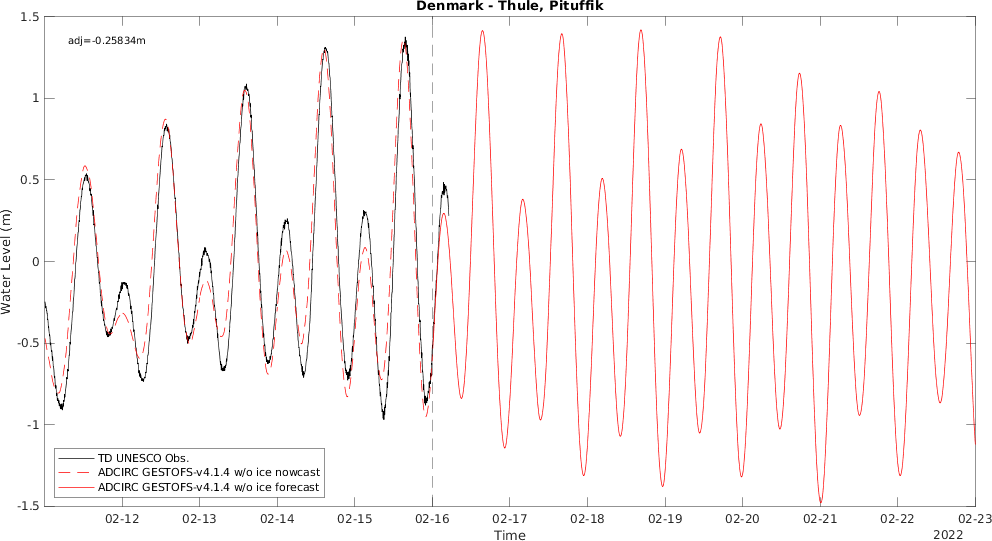 Denmark - Thule, Pituffik
adj=-0.25834m
1.5
1
0.5
0
-0.5
-1
-1.5
Water Level (m)
TD UNESCO Obs.
ADCIRC GESTOFS-v4.1.4 w/o ice nowcast
ADCIRC GESTOFS-v4.1.4 w/o ice forecast
02-12 02-13 02-14 02-15 02-16 02-17 02-18 02-19 02-20 02-21 02-22 02-23
Time
2022